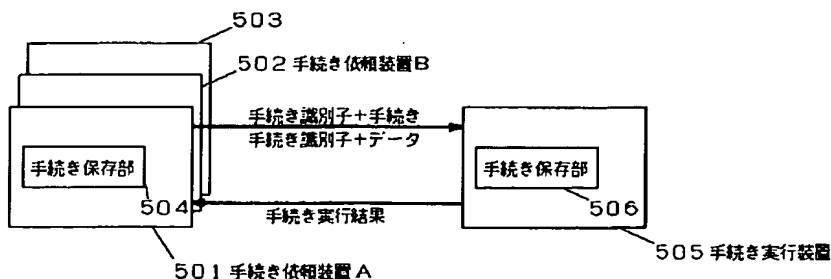 503
502 手続き依頼装置B
手続き識別子+手続き
手続き識別子+データ
手続き保存部
504
手続き保存部
506
手続き実行結果
505 手続き実行装置
501 手続き依頼装置A